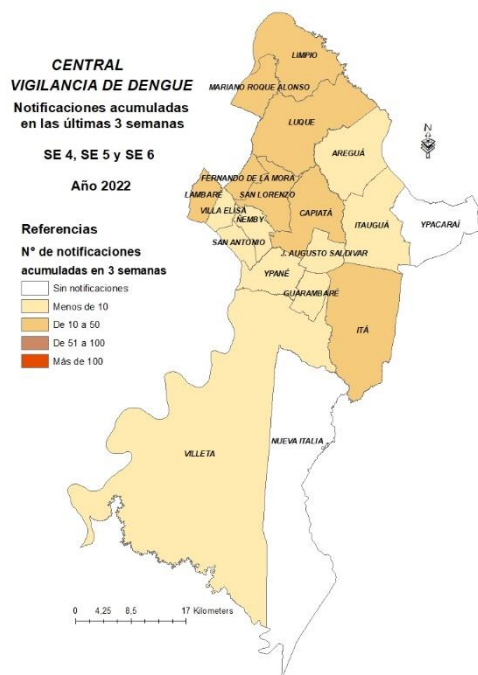 CENTRAL
VIGILANCIA DE DENGUE
Notificaciones acumuladas
en las últimas 3 semanas
SE 4, SE 5 y SE 6
Año 2022
Referencias
N° de notificaciones
acumuladas en 3 semanas
Sin notificaciones
Menos de 10
De 10 a 50
De 51 a 100
Más de 100
N
LIMPIO
MARIANO ROQUE ALONSO
LUQUE
AREGUÁ
FERNANDO DE LA MORA
LAMBARÉ
SAN LORENZO
VILLA ELISA
ÑEMBY
CAPIATÁ
ITAUGUÁ
YPACARAÍ
SAN ANTONIO
J. AUGUSTO SALDIVAR
YPANÉ
GUARAMBARÉ
ITÁ
VILLETA
NUEVA ITALIA
0 4,25 8,5 17 Kilometers